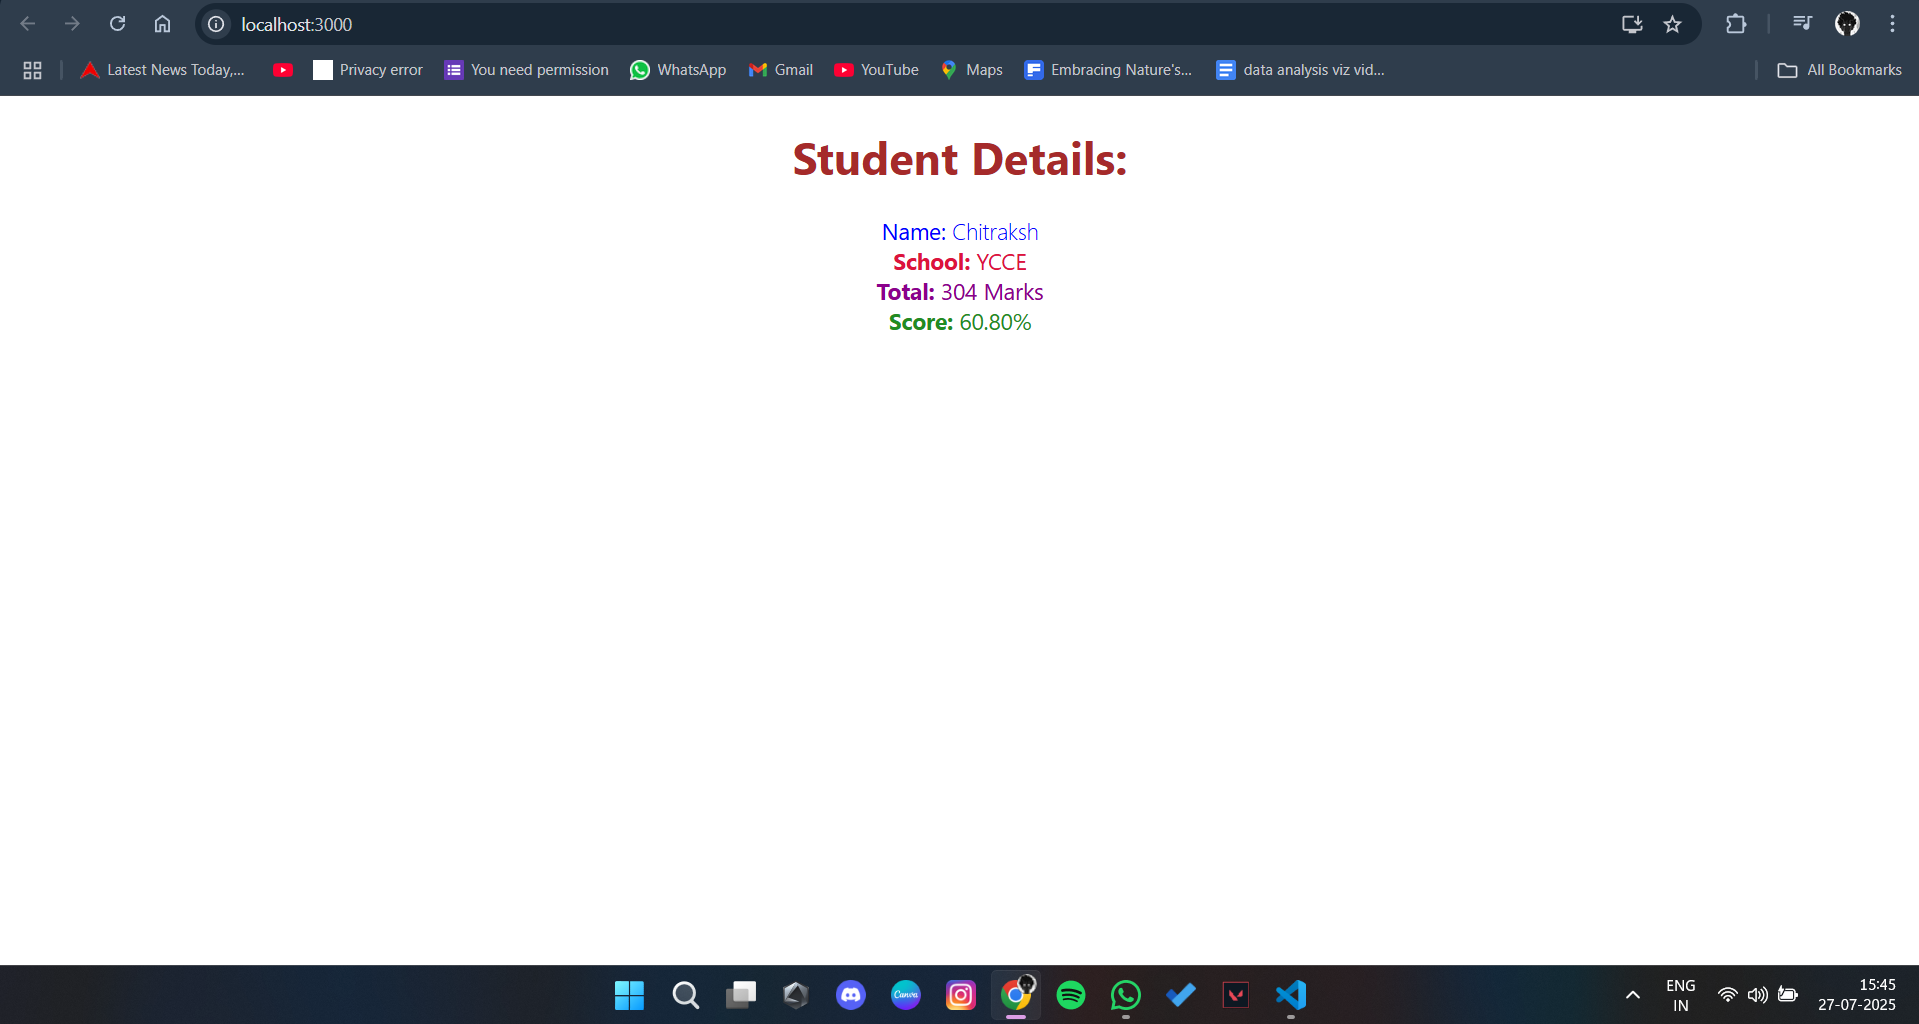 localhost:3000
Latest News Today,...
Privacy error
You need permission
WhatsApp
Gmail
YouTube
Maps
Embracing Nature's...
data analysis viz vid...
All Bookmarks
Student Details:
Name: Chitraksh
School: YCCE
Total: 304 Marks
Score: 60.80%
Canva
ENG
IN
15:45
27-07-2025